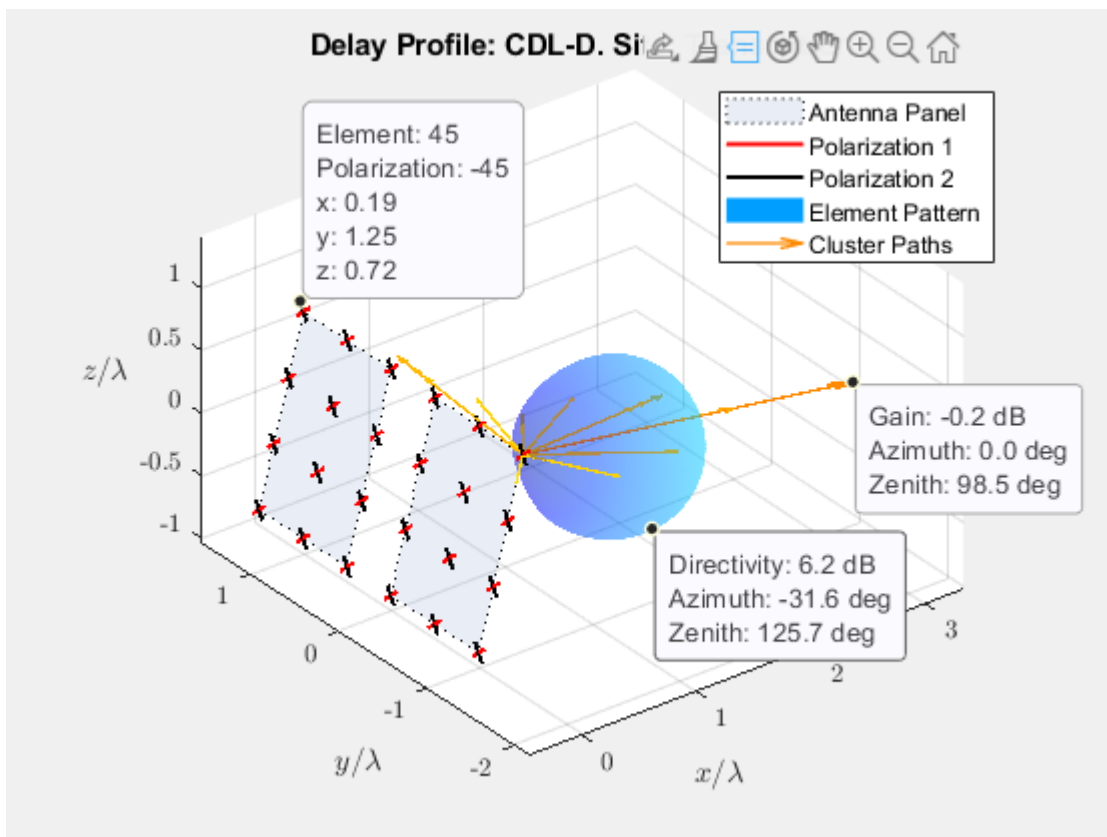 Delay Profile: CDL-D. Si
Element: 45
Polarization: -45
x: 0.19
y: 1.25
z: 0.72
Antenna Panel
Polarization 1
Polarization 2
Element Pattern
Cluster Paths
1
0.5
0
-0.5
-1
z/λ
Gain: -0.2 dB
Azimuth: 0.0 deg
Zenith: 98.5 deg
Directivity: 6.2 dB
Azimuth: -31.6 deg
Zenith: 125.7 deg
1
0
-1
-2
y/λ
0
1
2
3
x/λ